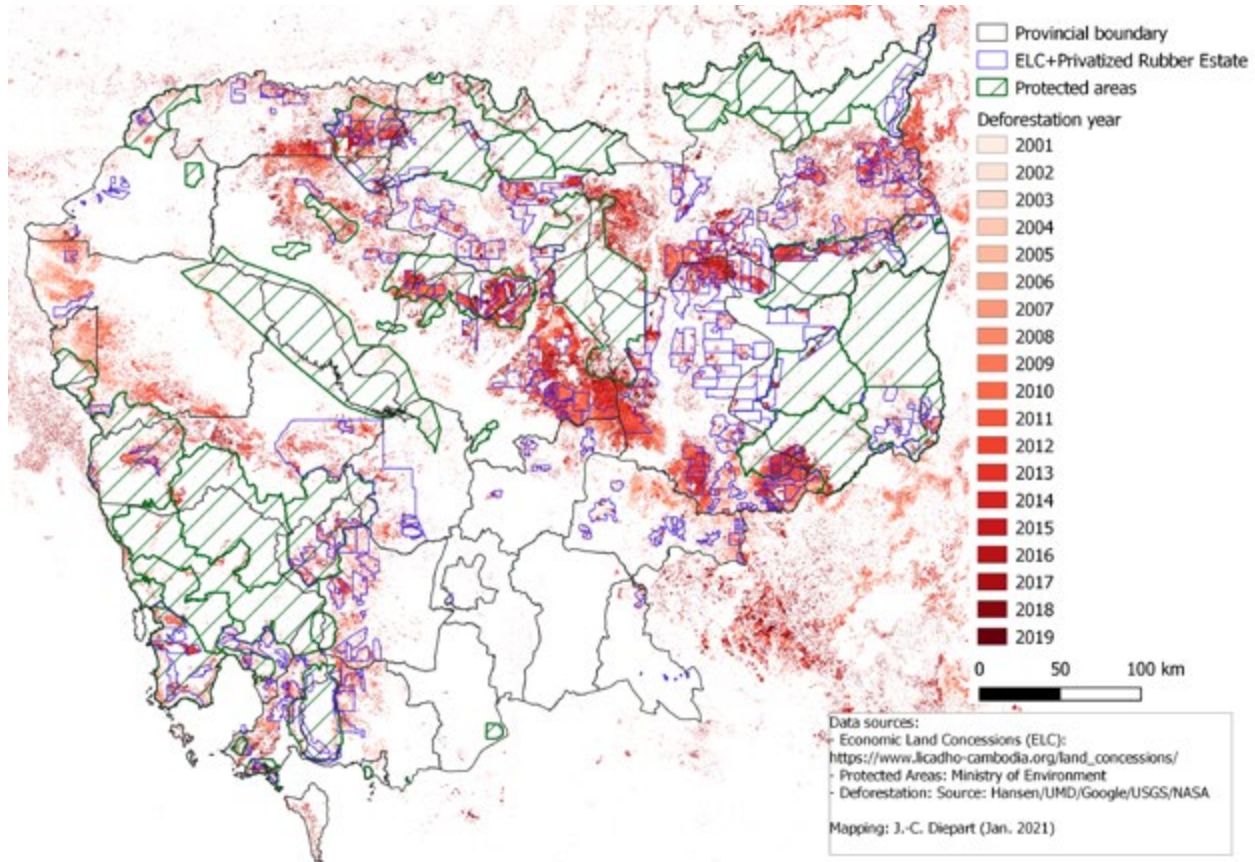 Provincial boundary
ELC+Privatized Rubber Estate
Protected areas
Deforestation year
2001
2002
2003
2004
2005
2006
2007
2008
2009
2010
2011
2012
2013
2014
2015
2016
2017
2018
2019
0 50 100 km
Data sources:
- Economic Land Concessions (ELC):
https://www.licadho-cambodia.org/land_concessions/
- Protected Areas: Ministry of Environment
- Deforestation: Source: Hansen/UMD/Google/USGS/NASA
Mapping: J.-C. Diepart (Jan. 2021)